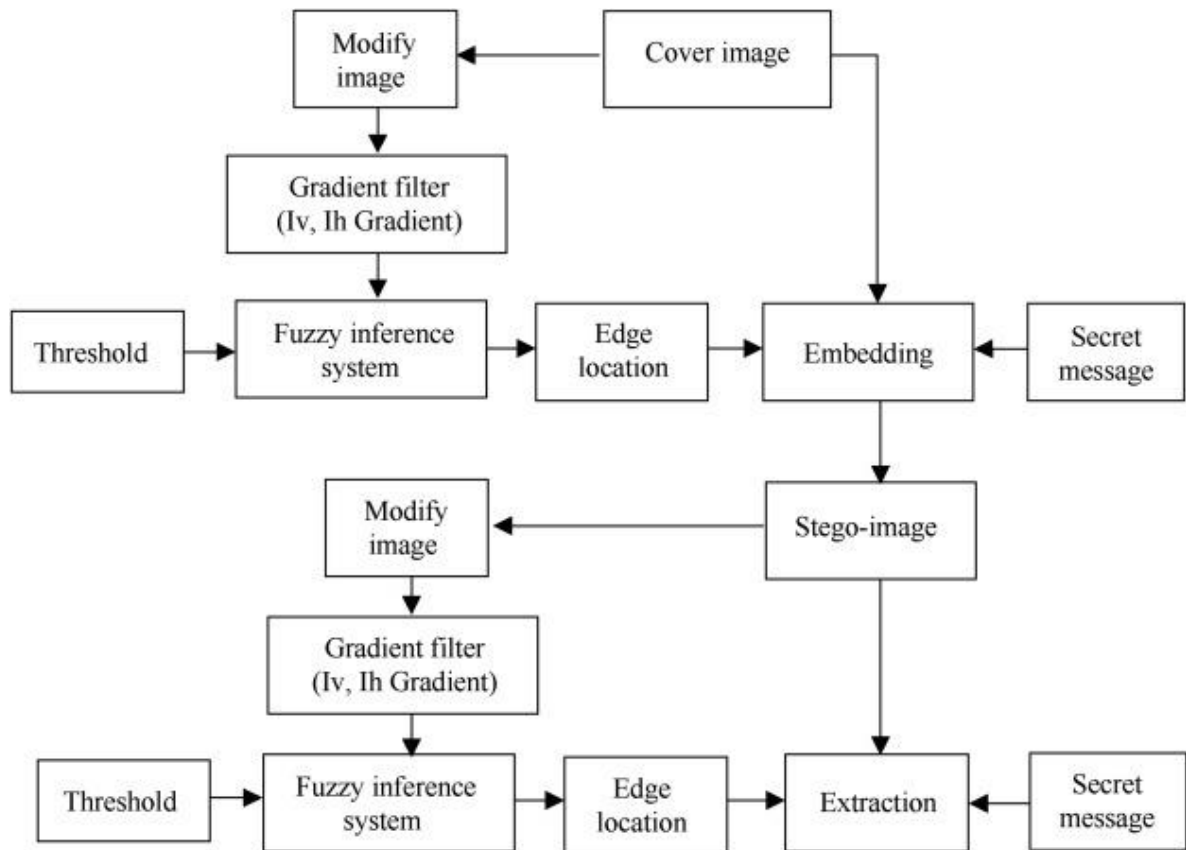 Modify
image
Cover image
Gradient filter
(Iv, Ih Gradient)
Threshold
Fuzzy inference
system
Edge
location
Embedding
Secret
message
Modify
image
Stego-image
Gradient filter
(Iv, Ih Gradient)
Threshold
Fuzzy inference
system
Edge
location
Extraction
Secret
message